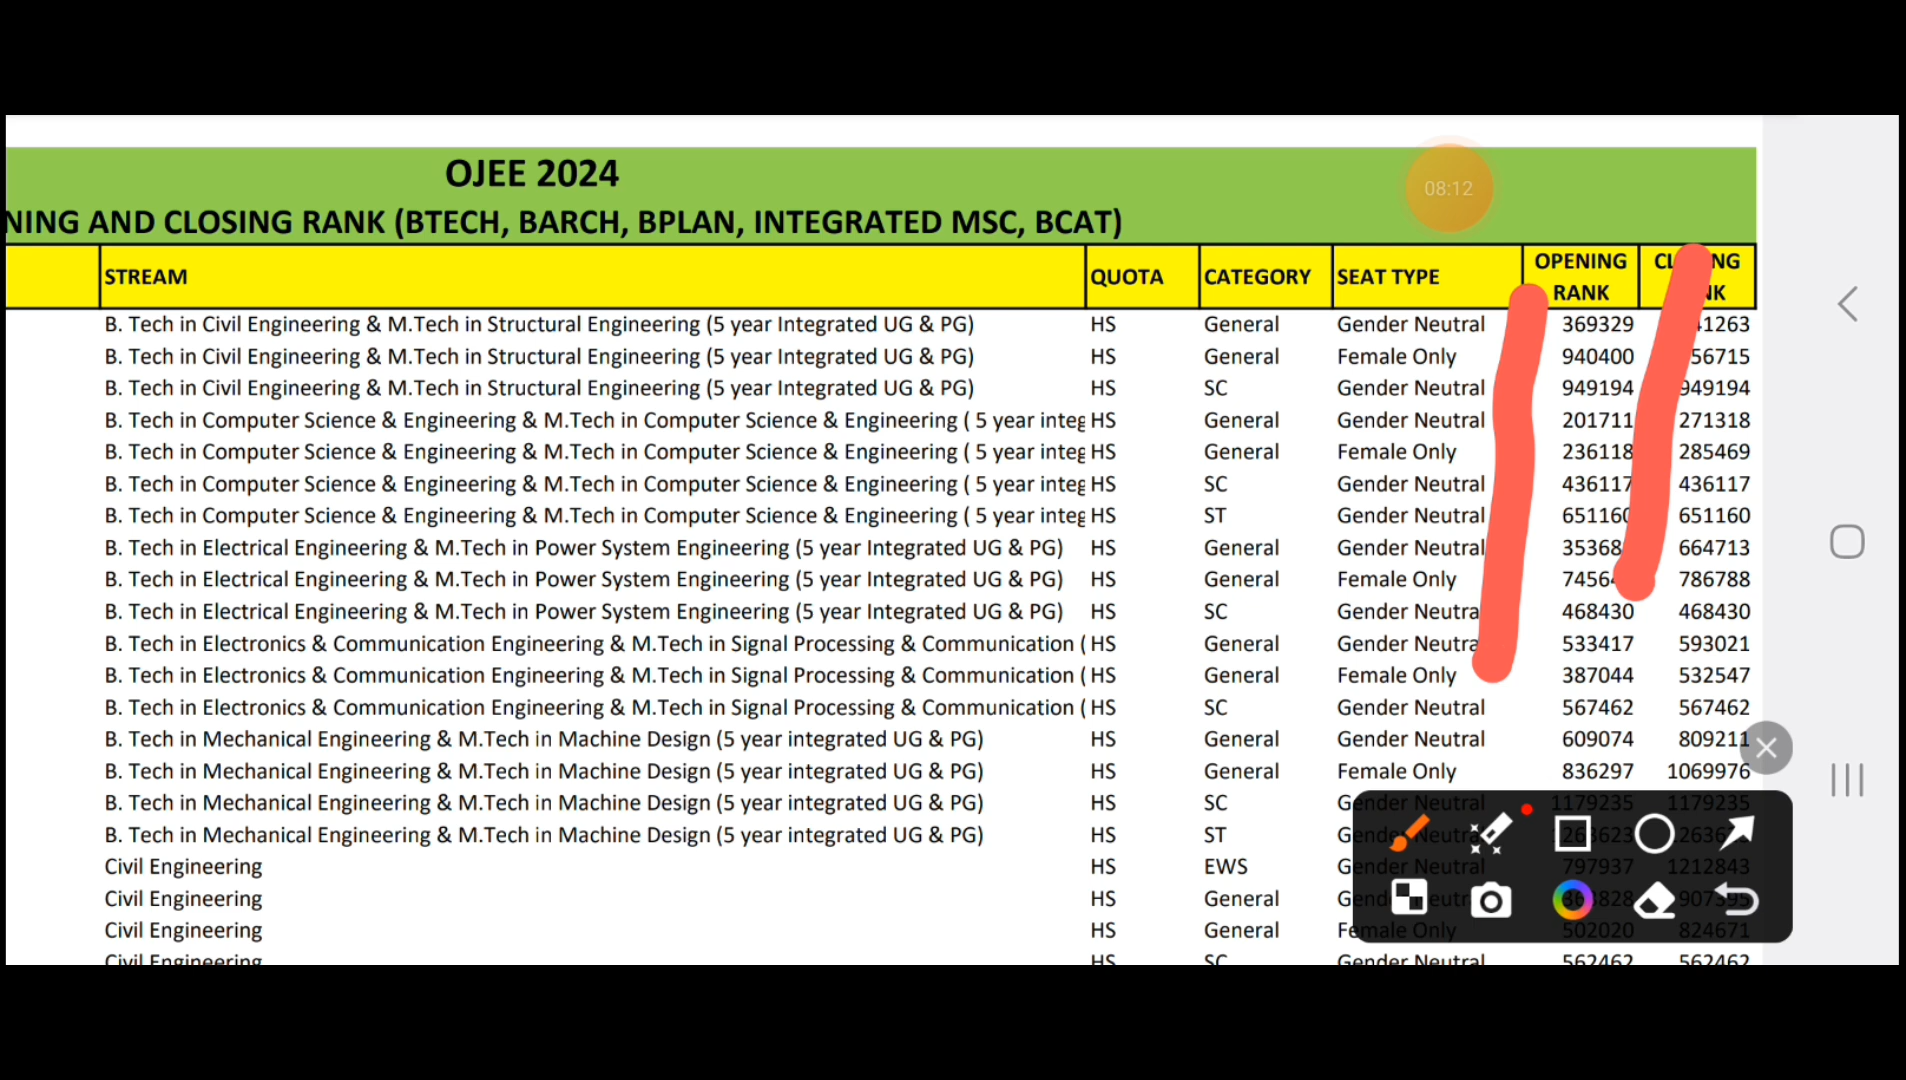 OJEE 2024
NING AND CLOSING RANK (BTECH, BARCH, BPLAN, INTEGRATED MSC, BCAT)
08:12
STREAM QUOTA CATEGORY SEAT TYPE OPENING RANK
B. Tech in Civil Engineering & M.Tech in Structural Engineering (5 year Integrated UG & PG) HS General Gender Neutral 369329
B. Tech in Civil Engineering & M.Tech in Structural Engineering (5 year Integrated UG & PG) HS General Female Only 940400
B. Tech in Civil Engineering & M.Tech in Structural Engineering (5 year Integrated UG & PG) HS SC Gender Neutral 949194 949194
B. Tech in Computer Science & Engineering & M.Tech in Computer Science & Engineering ( 5 year integ HS General Gender Neutral 201711 271318
B. Tech in Computer Science & Engineering & M.Tech in Computer Science & Engineering ( 5 year integ HS General Female Only 236118 285469
B. Tech in Computer Science & Engineering & M.Tech in Computer Science & Engineering ( 5 year integ HS SC Gender Neutral 436117 436117
B. Tech in Computer Science & Engineering & M.Tech in Computer Science & Engineering ( 5 year integ HS ST Gender Neutral 651160 651160
B. Tech in Electrical Engineering & M.Tech in Power System Engineering (5 year Integrated UG & PG) HS General Gender Neutral 664713
B. Tech in Electrical Engineering & M.Tech in Power System Engineering (5 year Integrated UG & PG) HS General Female Only 786788
B. Tech in Electrical Engineering & M.Tech in Power System Engineering (5 year Integrated UG & PG) HS SC Gender Neutra 468430 468430
B. Tech in Electronics & Communication Engineering & M.Tech in Signal Processing & Communication ( HS General Gender Neutra 533417 593021
B. Tech in Electronics & Communication Engineering & M.Tech in Signal Processing & Communication ( HS General Female Only 387044 532547
B. Tech in Electronics & Communication Engineering & M.Tech in Signal Processing & Communication ( HS SC Gender Neutral 567462 567462
B. Tech in Mechanical Engineering & M.Tech in Machine Design (5 year integrated UG & PG) HS General Gender Neutral 609074 809211
B. Tech in Mechanical Engineering & M.Tech in Machine Design (5 year integrated UG & PG) HS General Female Only 836297 1069976
B. Tech in Mechanical Engineering & M.Tech in Machine Design (5 year integrated UG & PG) HS SC Gender Neutral 1179235 1179235
B. Tech in Mechanical Engineering & M.Tech in Machine Design (5 year integrated UG & PG) HS ST
Civil Engineering HS EWS Gender Neutral 797937 1212843
Civil Engineering HS General
Civil Engineering HS General Female Only 502020 824671
Civil Engineering HS SC Gender Neutral 562462 562462